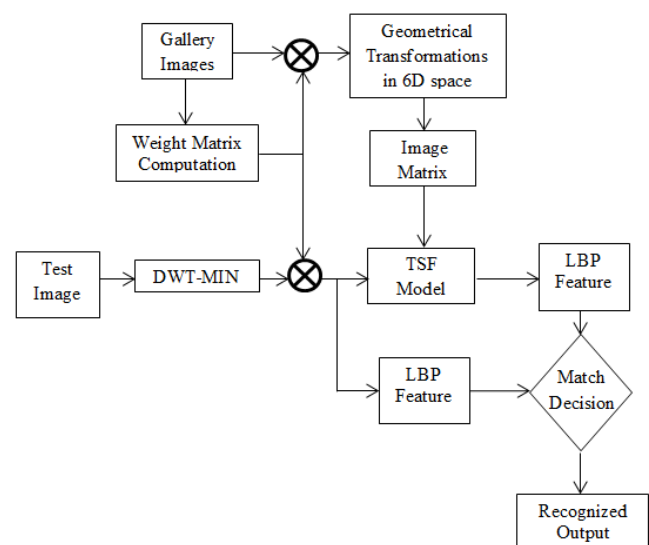 Gallery
Images
Geometrical
Transformations
in 6D space
Weight Matrix
Computation
Image
Matrix
Test
Image
DWT-MIN
TSF
Model
LBP
Feature
LBP
Feature
Match
Decision
Recognized
Output